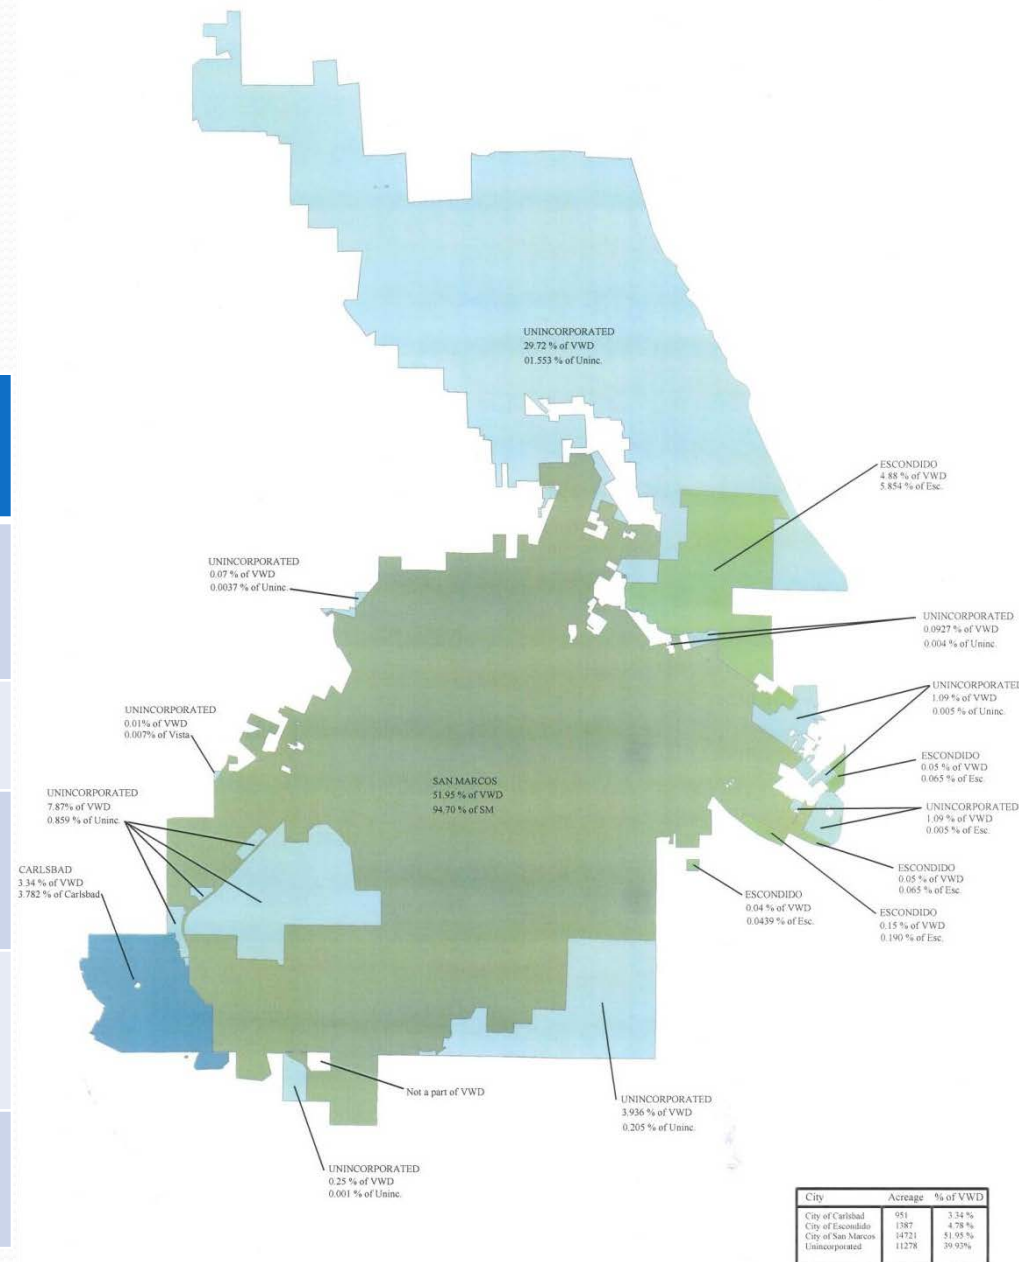 UNINCORPORATED
29.72 % of VWD
01.553 % of Uninc.
ESCONDIDO
4.88 % of VWD
5.854 % of Esc.
UNINCORPORATED
0.07 % of VWD
0.0037 % of Uninc.
UNINCORPORATED
0.0927 % of VWD
0.004 % of Uninc.
UNINCORPORATED
1.09 % of VWD
0.005 % of Uninc.
UNINCORPORATED
0.01% of VWD
0.007% of Vista
ESCONDIDO
0.05 % of VWD
0.065 % of Esc.
SAN MARCOS
51.95 % of VWD
94.70 % of SM
UNINCORPORATED
7.87% of VWD
0.859 % of Uninc.
UNINCORPORATED
1.09 % of VWD
0.005 % of Esc.
CARLSBAD
3.34 % of VWD
3.782 % of Carlsbad
ESCONDIDO
0.05 % of VWD
0.065 % of Esc.
ESCONDIDO
0.04 % of VWD
0.0439 % of Esc.
ESCONDIDO
0.15 % of VWD
0.190 % of Esc.
Not a part of VWD
UNINCORPORATED
3.936 % of VWD
0.205 % of Uninc.
UNINCORPORATED
0.25 % of VWD
0.001 % of Uninc.
City Acreage % of VWD
City of Carlsbad 951 3.34 %
City of Escondido 1387 4.78 %
City of San Marcos 14721 51.95 %
Unincorporated 11278 39.93%